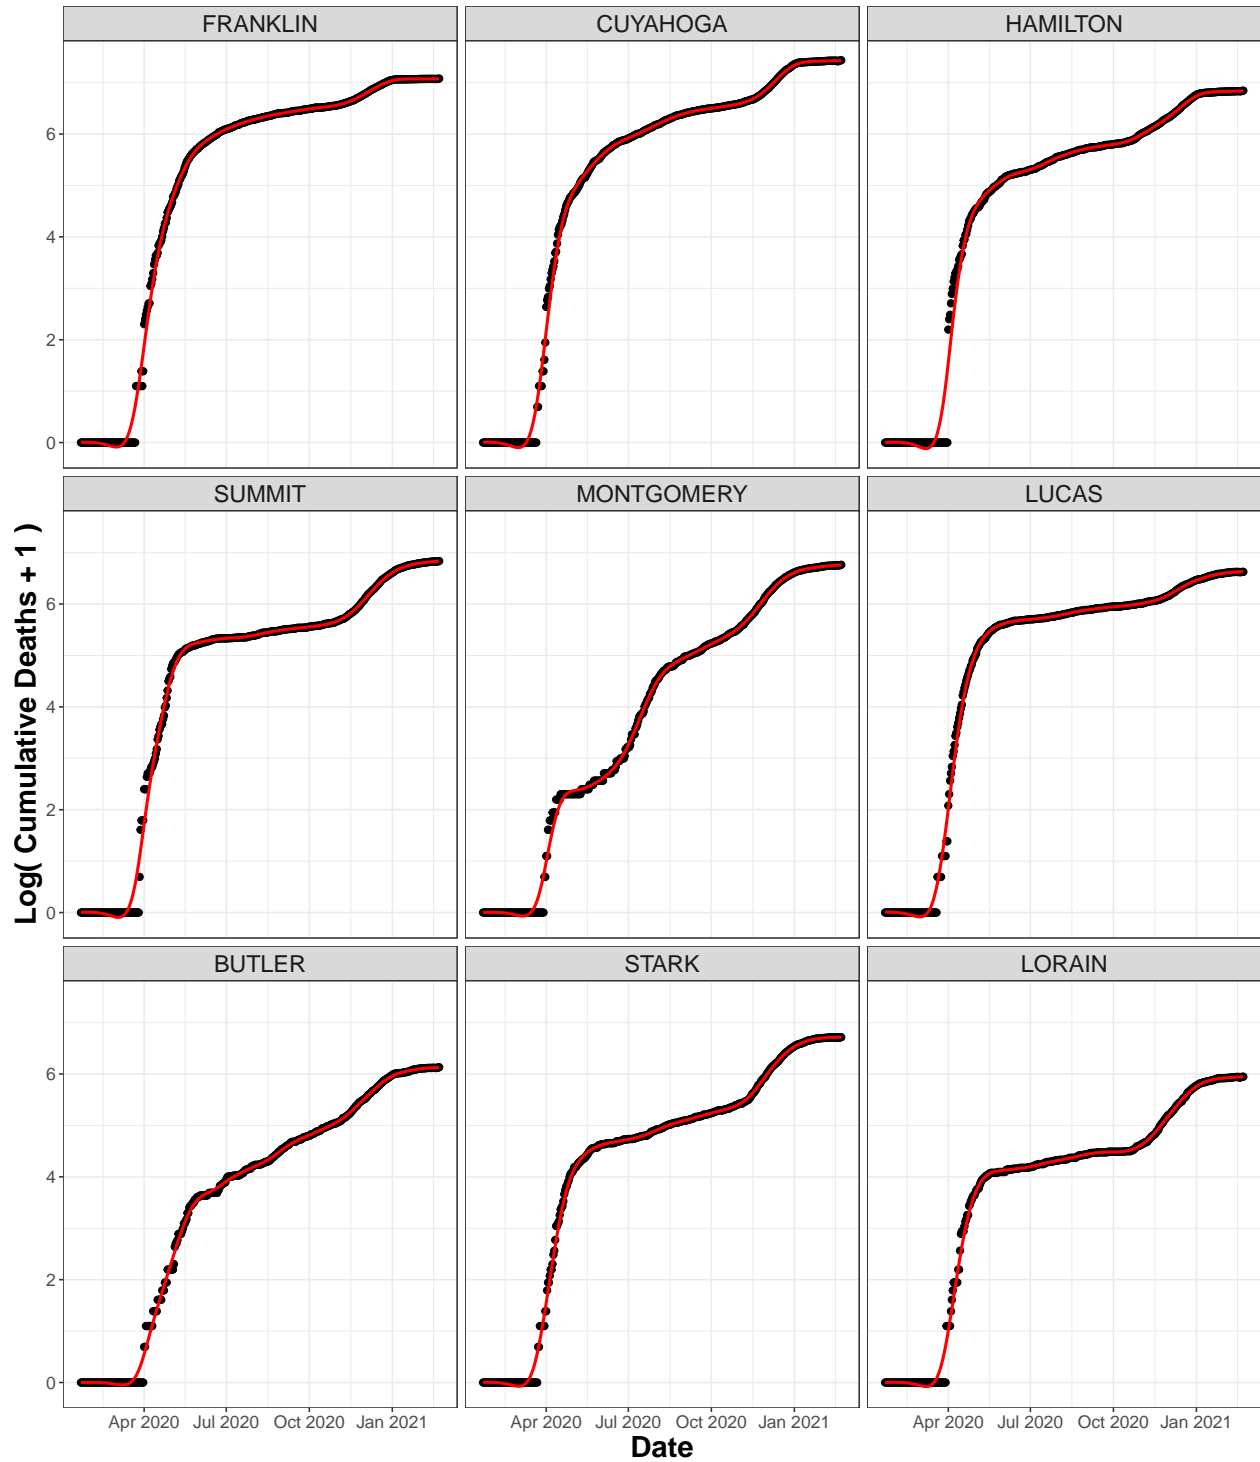 FRANKLIN CUYAHOGA HAMILTON
6
4
2
0
SUMMIT MONTGOMERY LUCAS
6
4
2
0
Log( Cumulative Deaths + 1 )
BUTLER STARK LORAIN
6
4
2
0
Apr 2020 Jul 2020 Oct 2020 Jan 2021 Apr 2020 Jul 2020 Oct 2020 Jan 2021 Apr 2020 Jul 2020 Oct 2020 Jan 2021
Date